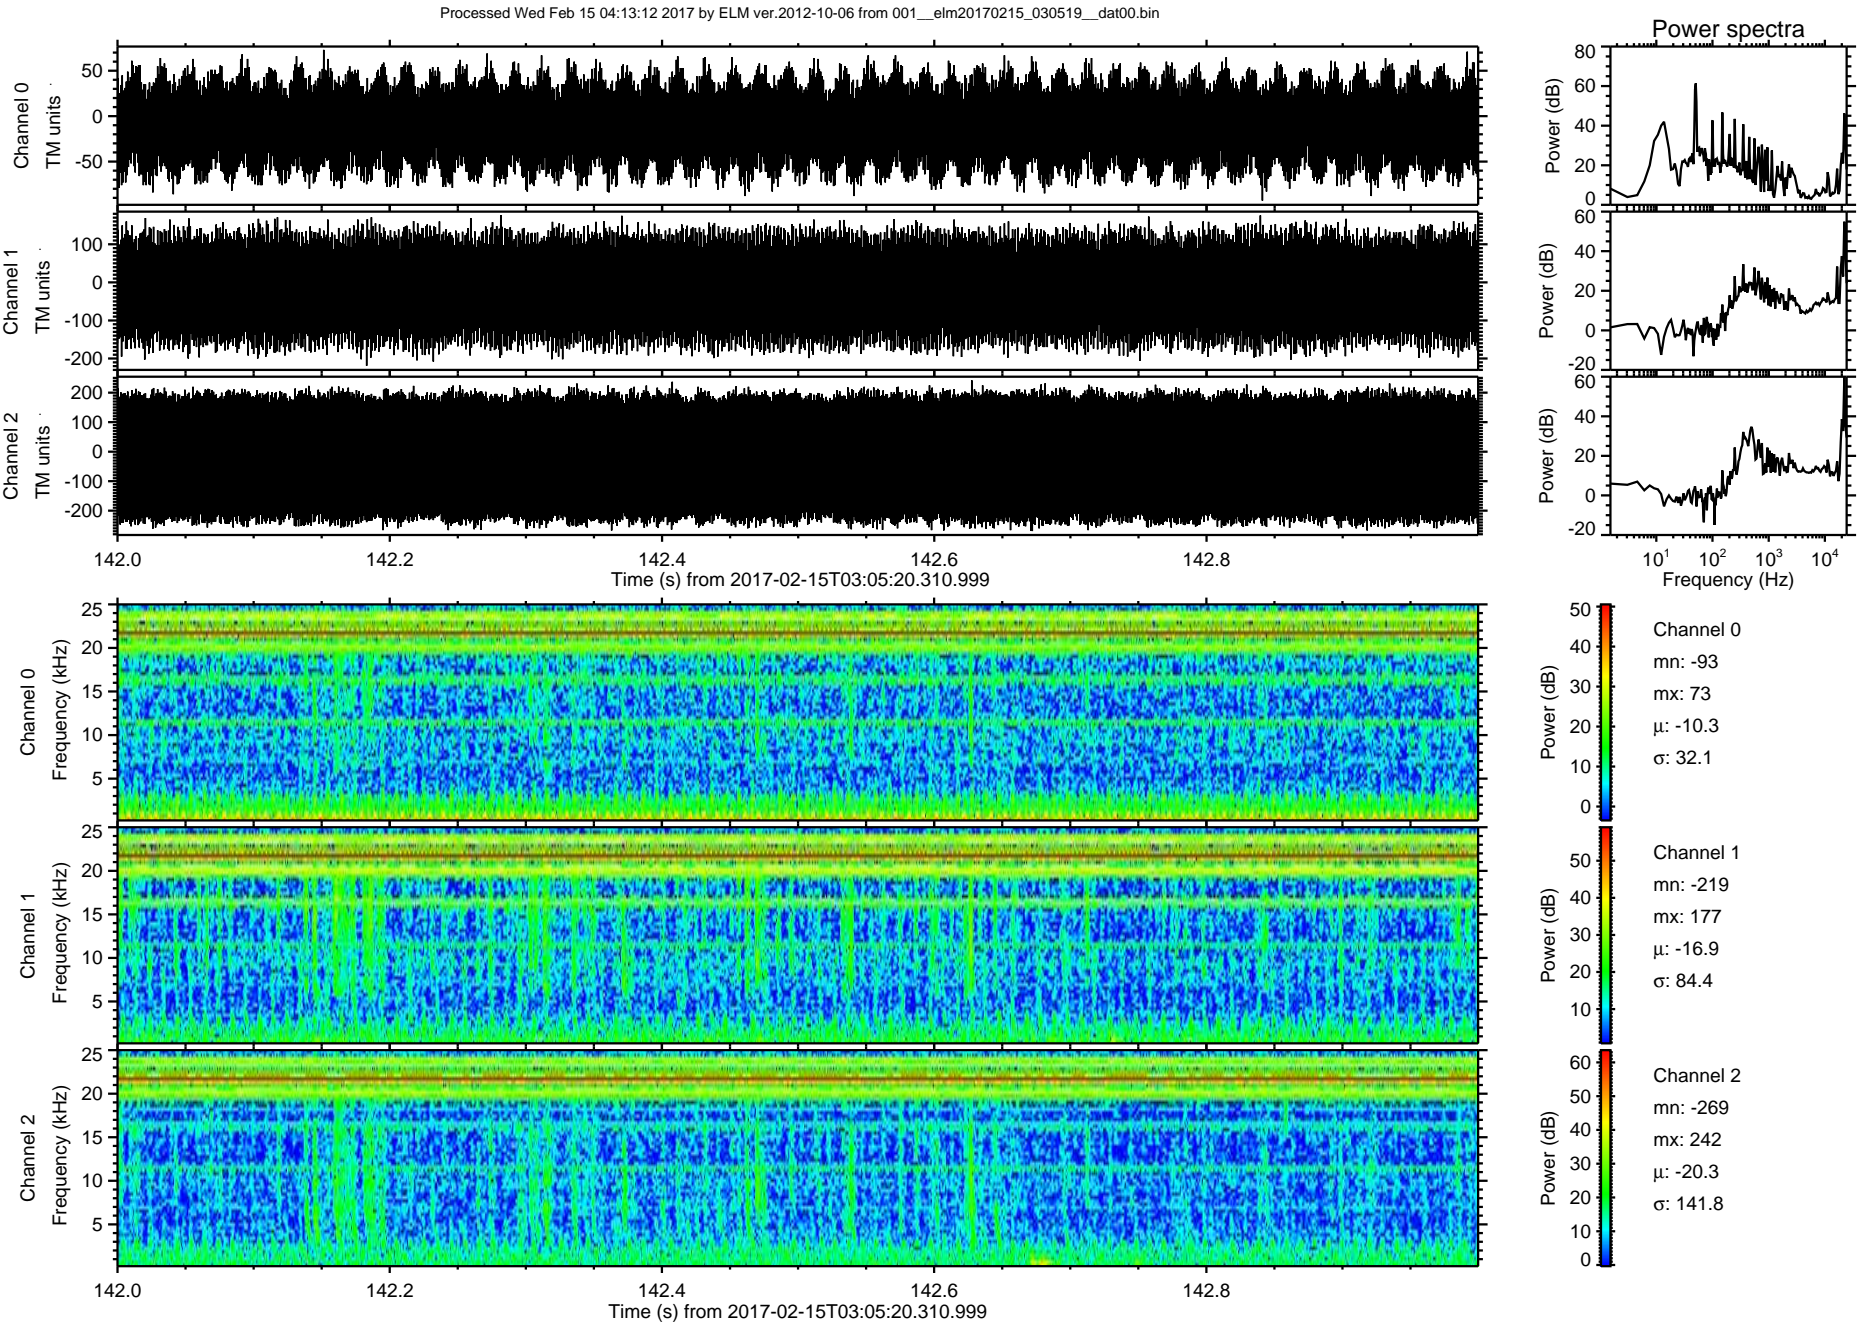 Processed Wed Feb 15 04:13:12 2017 by ELM ver.2012-10-06 from 001__elm20170215_030519__dat00.bin
Power spectra
Channel 0
TM units
50
0
-50
Power (dB)
80
60
40
20
0
Channel 1
TM units
100
0
-100
-200
Power (dB)
60
40
20
0
-20
Channel 2
TM units
200
100
0
-100
-200
Power (dB)
60
40
20
0
-20
142.0 142.2 142.4 142.6 142.8
Time (s) from 2017-02-15T03:05:20.310.999
10¹ 10² 10³ 10⁴
Frequency (Hz)
Channel 0
Frequency (kHz)
25
20
15
10
5
Power (dB)
50
40
30
20
10
0
Channel 0
mn: -93
mx: 73
µ: -10.3
σ: 32.1
Channel 1
Frequency (kHz)
25
20
15
10
5
Power (dB)
50
40
30
20
10
Channel 1
mn: -219
mx: 177
µ: -16.9
σ: 84.4
Channel 2
Frequency (kHz)
25
20
15
10
5
Power (dB)
60
50
40
30
20
10
0
Channel 2
mn: -269
mx: 242
µ: -20.3
σ: 141.8
142.0 142.2 142.4 142.6 142.8
Time (s) from 2017-02-15T03:05:20.310.999